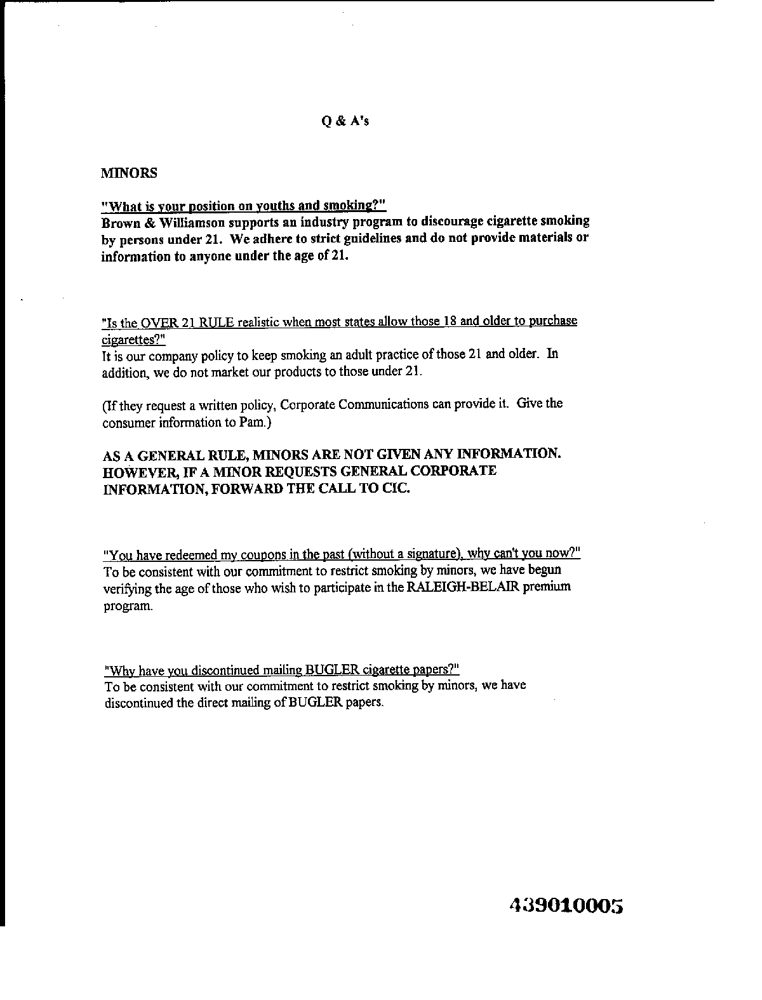 Q & A's
MINORS
"What is your position on youths and smoking?"
Brown & Williamson supports an industry program to discourage cigarette smoking
by persons under 21. We adhere to strict guidelines and do not provide materials or
information to anyone under the age of 21.
"Is the OVER 21 RULE realistic when most states allow those 18 and older to purchase
cigarettes?"
It is our company policy to keep smoking an adult practice of those 21 and older. In
addition, we do not market our products to those under 21.
(If they request a written policy, Corporate Communications can provide it. Give the
consumer information to Pam.)
AS A GENERAL RULE, MINORS ARE NOT GIVEN ANY INFORMATION.
HOWEVER, IF A MINOR REQUESTS GENERAL CORPORATE
INFORMATION, FORWARD THE CALL TO CIC.
"You have redeemed my coupons in the past (without a signature), why can't you now?"
To be consistent with our commitment to restrict smoking by minors, we have begun
verifying the age of those who wish to participate in the RALEIGH-BELAIR premium
program.
"Why have you discontinued mailing BUGLER cigarette papers?"
To be consistent with our commitment to restrict smoking by minors, we have
discontinued the direct mailing of BUGLER papers.
439010005